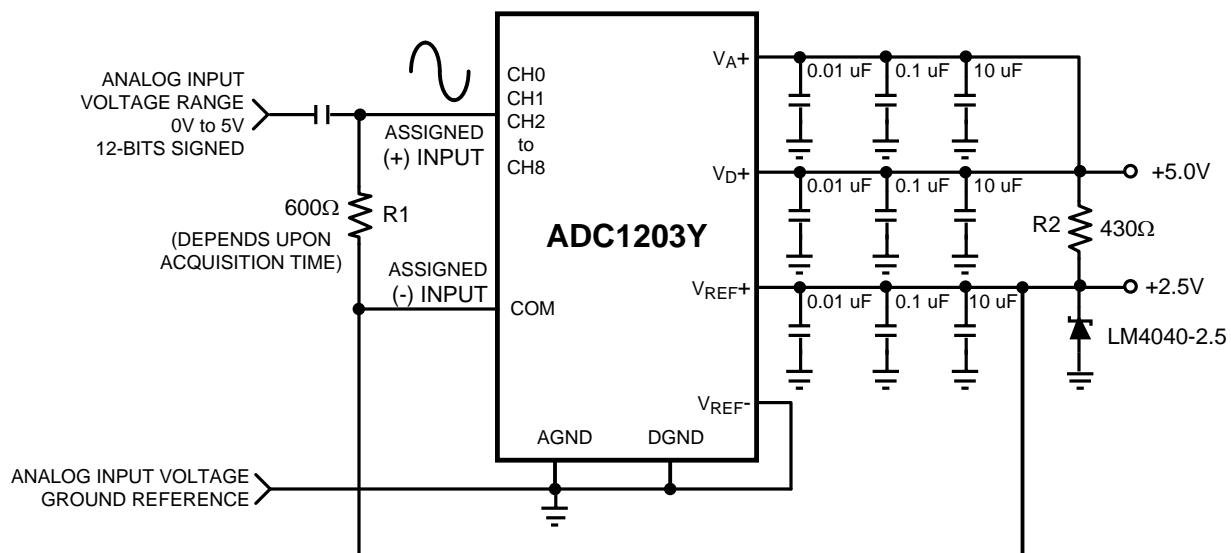 ANALOG INPUT
VOLTAGE RANGE
0V to 5V
12-BITS SIGNED
600Ω
R1
(DEPENDS UPON
ACQUISITION TIME)
ASSIGNED
(+) INPUT
ASSIGNED
(-) INPUT
CH0
CH1
CH2
to
CH8
COM
ADC1203Y
AGND
DGND
VA+
0.01 uF
0.1 uF
10 uF
VD+
0.01 uF
0.1 uF
10 uF
VREF+
0.01 uF
0.1 uF
10 uF
VREF-
+5.0V
R2
430Ω
+2.5V
LM4040-2.5
ANALOG INPUT VOLTAGE
GROUND REFERENCE